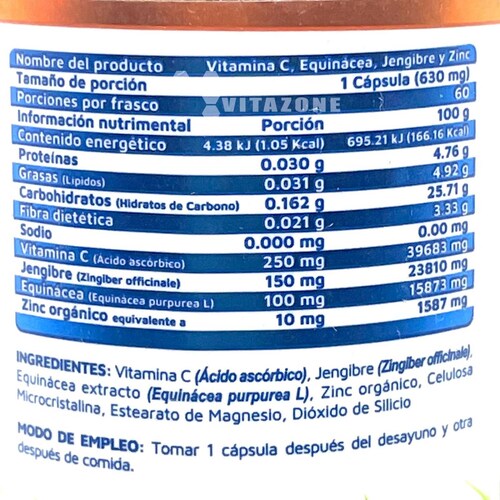 Nombre del producto Vitamina C, Equinácea, Jengibre y Zinc
Tamaño de porción 1 Cápsula (630 mg)
Porciones por frasco 60
VITAZONE
Información nutrimental Porción 100 g
Contenido energético 4.38 kJ (1.05 Kcal) 695.21 kJ (166.16 Kcal)
Proteínas 0.030 g 4.76 g
Grasas (Lípidos) 0.031 g 4.92 g
Carbohidratos (Hidratos de Carbono) 0.162 g 25.71 g
Fibra dietética 0.021 g 3.33 g
Sodio 0.000 mg 0.00 mg
Vitamina C (Ácido ascórbico) 250 mg 39683 mg
Jengibre (Zingiber officinale) 150 mg 23810 mg
Equinácea (Equinácea purpurea L) 100 mg 15873 mg
Zinc orgánico equivalente a 10 mg 1587 mg
INGREDIENTES: Vitamina C (Ácido ascórbico), Jengibre (Zingiber officinale),
Equinácea extracto (Equinácea purpurea L), Zinc orgánico, Celulosa
Microcristalina, Estearato de Magnesio, Dióxido de Silicio
MODO DE EMPLEO: Tomar 1 cápsula después del desayuno y otra
después de comida.